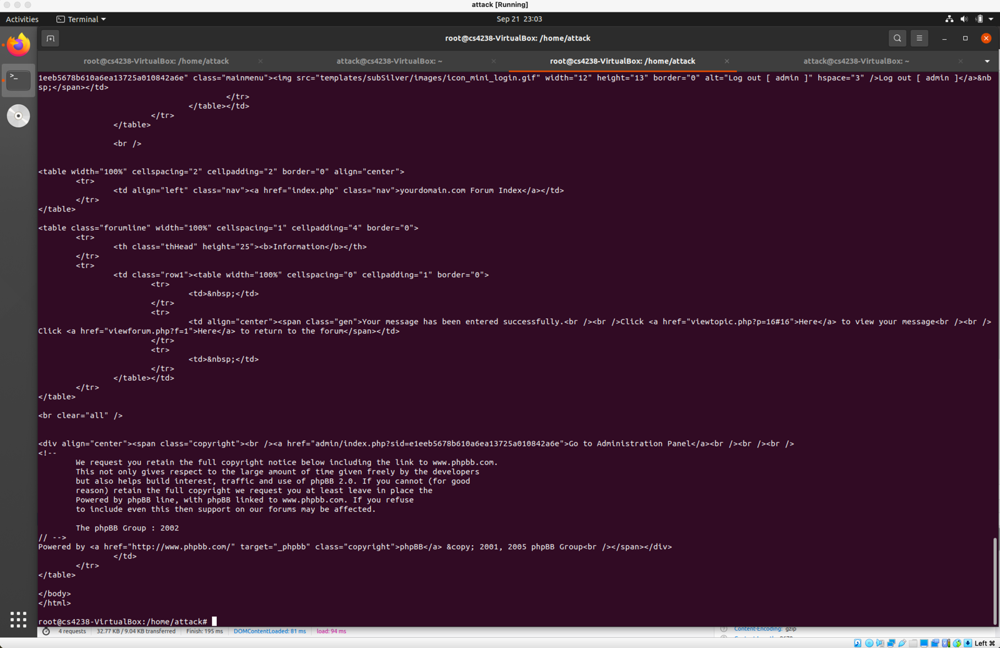 attack [Running]
Activities
Terminal
Sep 21 23:03
root@cs4238-VirtualBox: /home/attack
root@cs4238-VirtualBox: /home/attack
attack@cs4238-VirtualBox: ~
root@cs4238-VirtualBox: /home/attack
attack@cs4238-VirtualBox: ~
1eeb5678b610a6ea13725a010842a6e" class="mainmenu"><img src="templates/subSilver/images/icon_mini_login.gif" width="12" height="13" border="0" alt="Log out [ admin ]" hspace="3" />Log out [ admin ]</a>&nb
sp;</span></td>
</tr>
</table></td>
</tr>
</table>
<br />
<table width="100%" cellspacing="2" cellpadding="2" border="0" align="center">
<tr>
<td align="left" class="nav"><a href="index.php" class="nav">yourdomain.com Forum Index</a></td>
</tr>
</table>
<table class="forumline" width="100%" cellspacing="1" cellpadding="4" border="0">
<tr>
<th class="thHead" height="25"><b>Information</b></th>
</tr>
<tr>
<td class="row1"><table width="100%" cellspacing="0" cellpadding="1" border="0">
<tr>
<td>&nbsp;</td>
</tr>
<tr>
<td align="center"><span class="gen">Your message has been entered successfully.<br /><br />Click <a href="viewtopic.php?p=16#16">Here</a> to view your message<br /><br />
Click <a href="viewforum.php?f=1">Here</a> to return to the forum</span></td>
</tr>
<tr>
<td>&nbsp;</td>
</tr>
</table></td>
</tr>
</table>
<br clear="all" />
<div align="center"><span class="copyright"><br /><a href="admin/index.php?sid=e1eeb5678b610a6ea13725a010842a6e">Go to Administration Panel</a><br /><br /><br />
<!--
We request you retain the full copyright notice below including the link to www.phpbb.com.
This not only gives respect to the large amount of time given freely by the developers
but also helps build interest, traffic and use of phpBB 2.0. If you cannot (for good
reason) retain the full copyright we request you at least leave in place the
Powered by phpBB line, with phpBB linked to www.phpbb.com. If you refuse
to include even this then support on our forums may be affected.
The phpBB Group : 2002
// -->
Powered by <a href="http://www.phpbb.com/" target="_phpbb" class="copyright">phpBB</a> &copy; 2001, 2005 phpBB Group<br /></span></div>
</td>
</tr>
</table>
</body>
</html>
root@cs4238-VirtualBox:/home/attack#
4 requests
32.77 KB / 9.04 KB transferred
Finish: 195 ms
DOMContentLoaded: 81 ms
load: 94 ms
Content-Encoding: gzip
Left ⌘